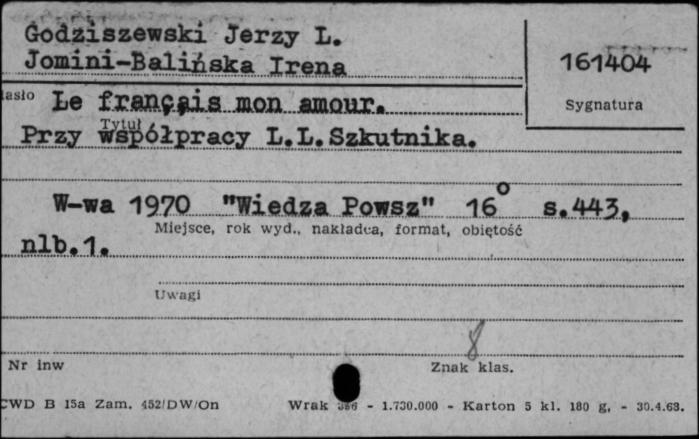 Godziszewski Jerzy L.
Jomini-Balińska Irena
161404
Sygnatura
asło Le français mon amour.
Tytuł
Przy współpracy L.L.Szkutnika.
W-wa 1970 "Wiedza Powsz" 16° s.443,
Miejsce, rok wyd., nakładca, format, objętość
nlb.1.
Uwagi
8
Nr inw
Znak klas.
CWD B 15a Zam. 452/DW/On
Wrak 386 - 1.730.000 - Karton 5 kl. 180 g. - 30.4.63.